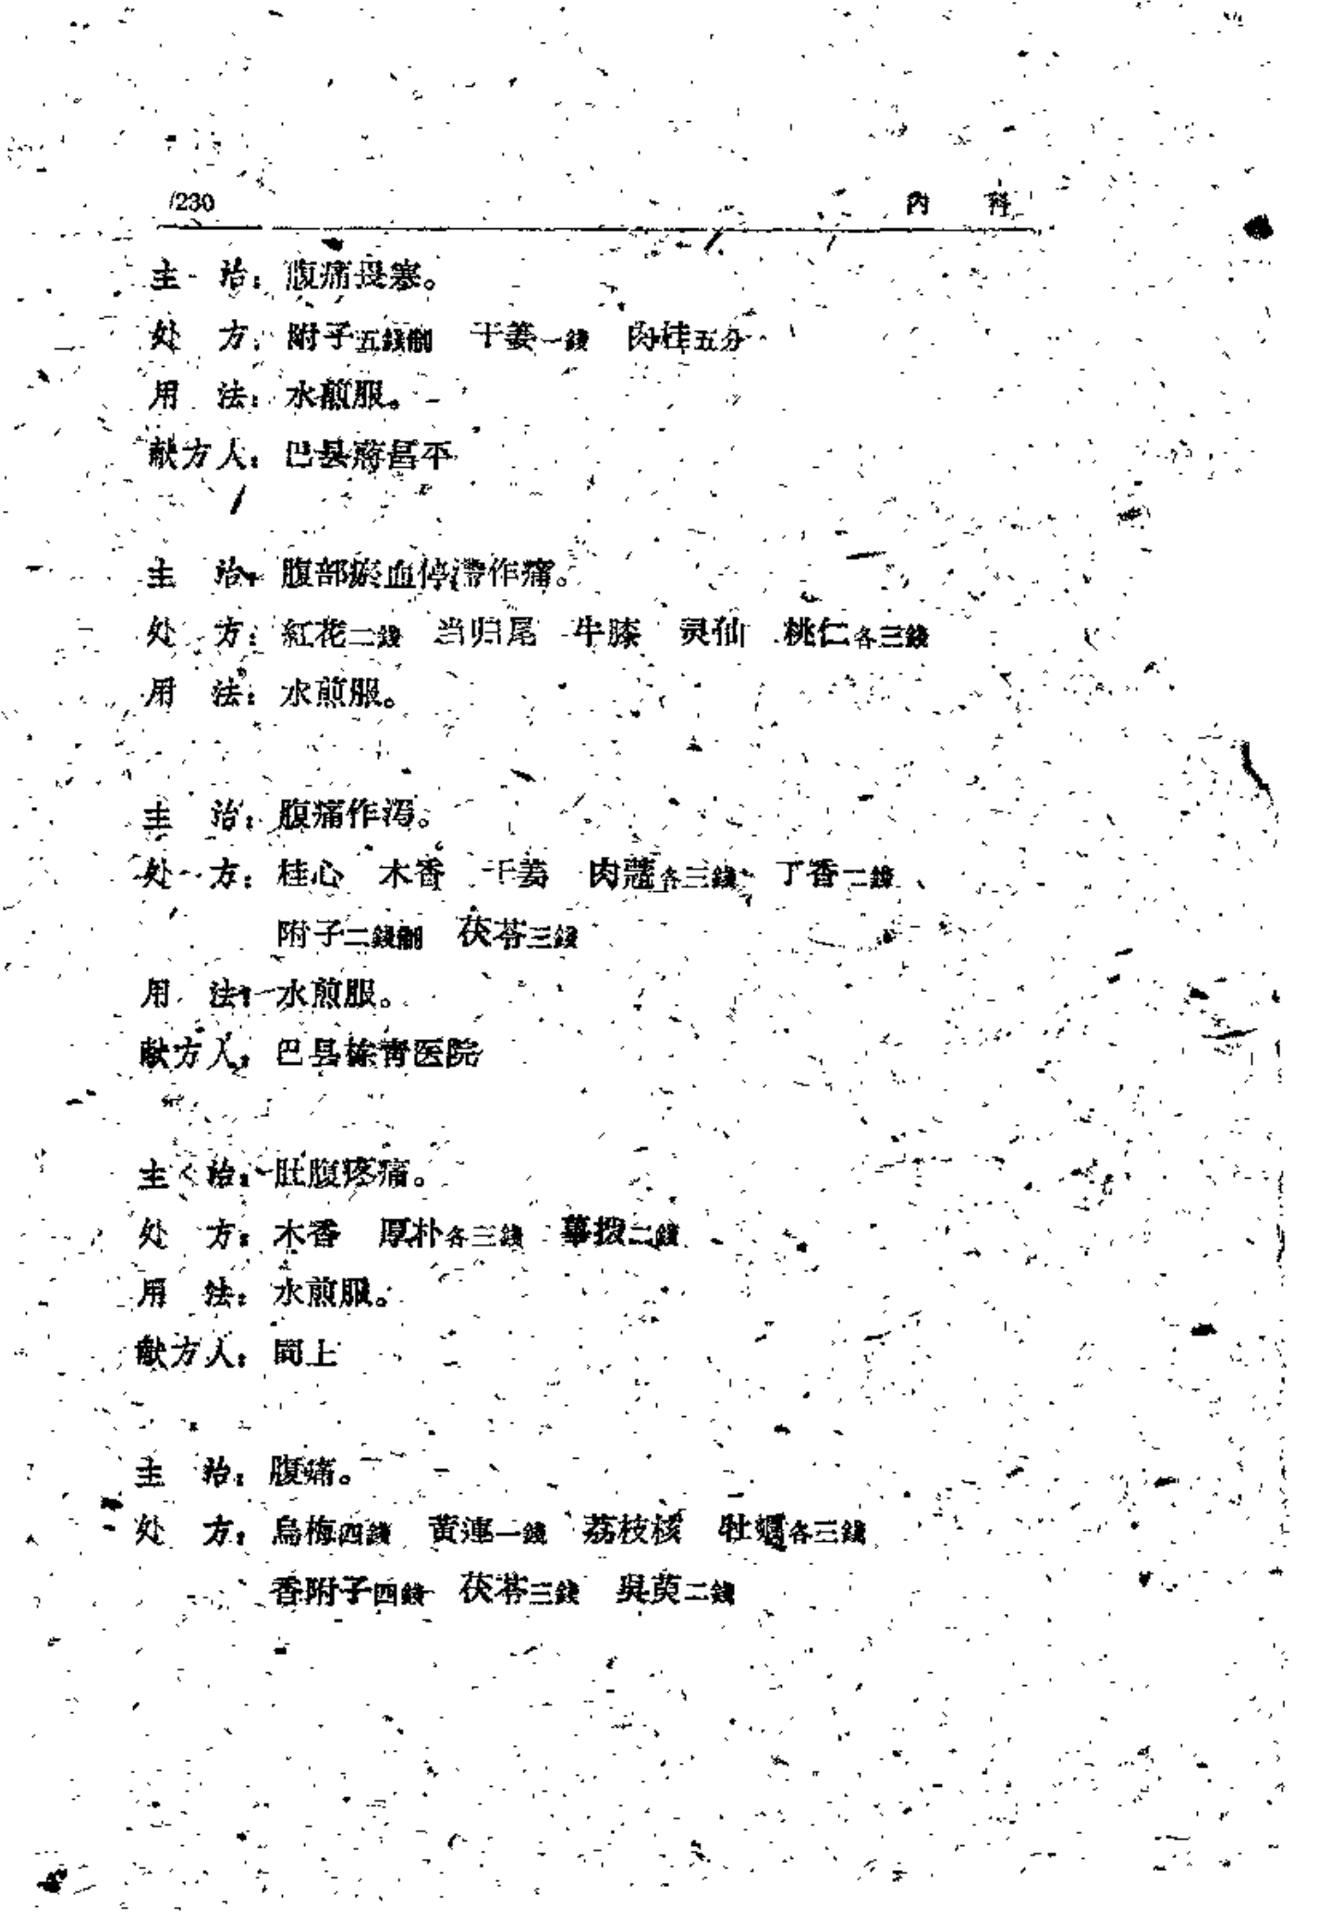 230 內 科
主 治：腹痛畏寒。
处 方：附子五錢制 干姜一錢 肉桂五分
用 法：水煎服。
献方人：巴县蔣昌平
主 治：腹部瘀血停滯作痛。
处 方：紅花二錢 当归尾 牛膝 灵仙 桃仁各三錢
用 法：水煎服。
主 治：腹痛作泻。
处 方：桂心 木香 干姜 肉蔻各三錢 丁香二錢
附子二錢制 茯苓三錢
用 法：水煎服。
献方人：巴县 青医院
主 治：肚腹疼痛。
处 方：木香 厚朴各三錢 蓽撥二錢
用 法：水煎服。
献方人：同上
主 治：腹痛。
处 方：烏梅四錢 黃連一錢 荔枝核 牡蠣各三錢
香附子四錢 茯苓三錢 吳萸二錢